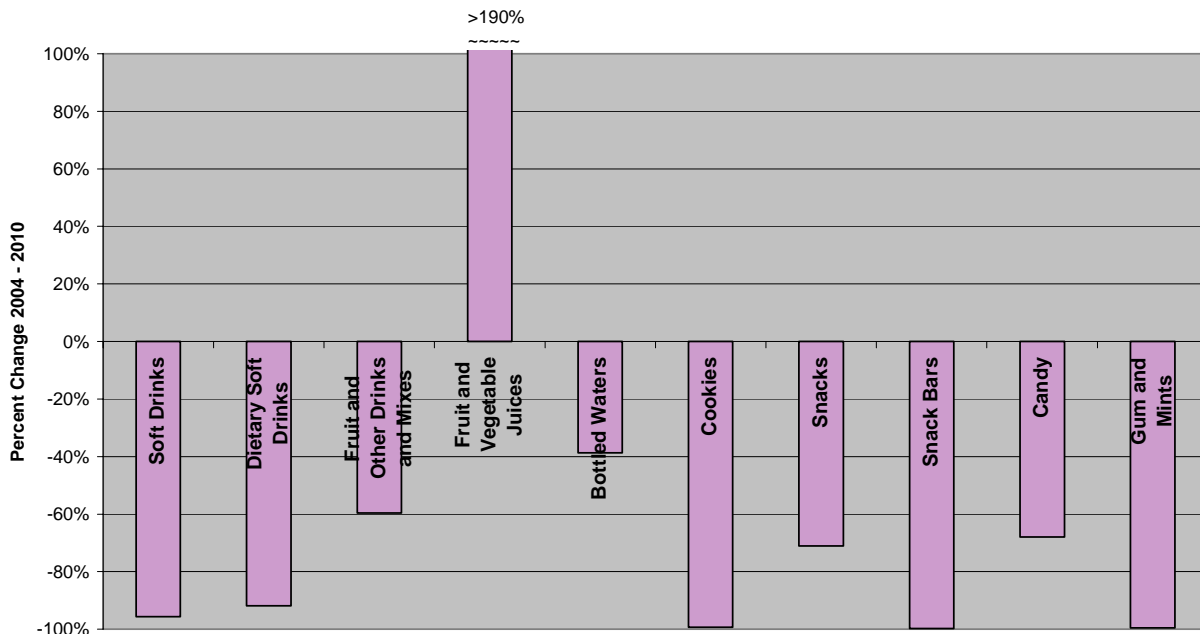 >190%
~~~~~
100%
80%
60%
40%
20%
0%
-20%
-40%
-60%
-80%
-100%
Percent Change 2004 - 2010
Soft Drinks
Dietary Soft
Drinks
Fruit and
Other Drinks
and Mixes
Fruit and
Vegetable
Juices
Bottled Waters
Cookies
Snacks
Snack Bars
Candy
Gum and
Mints